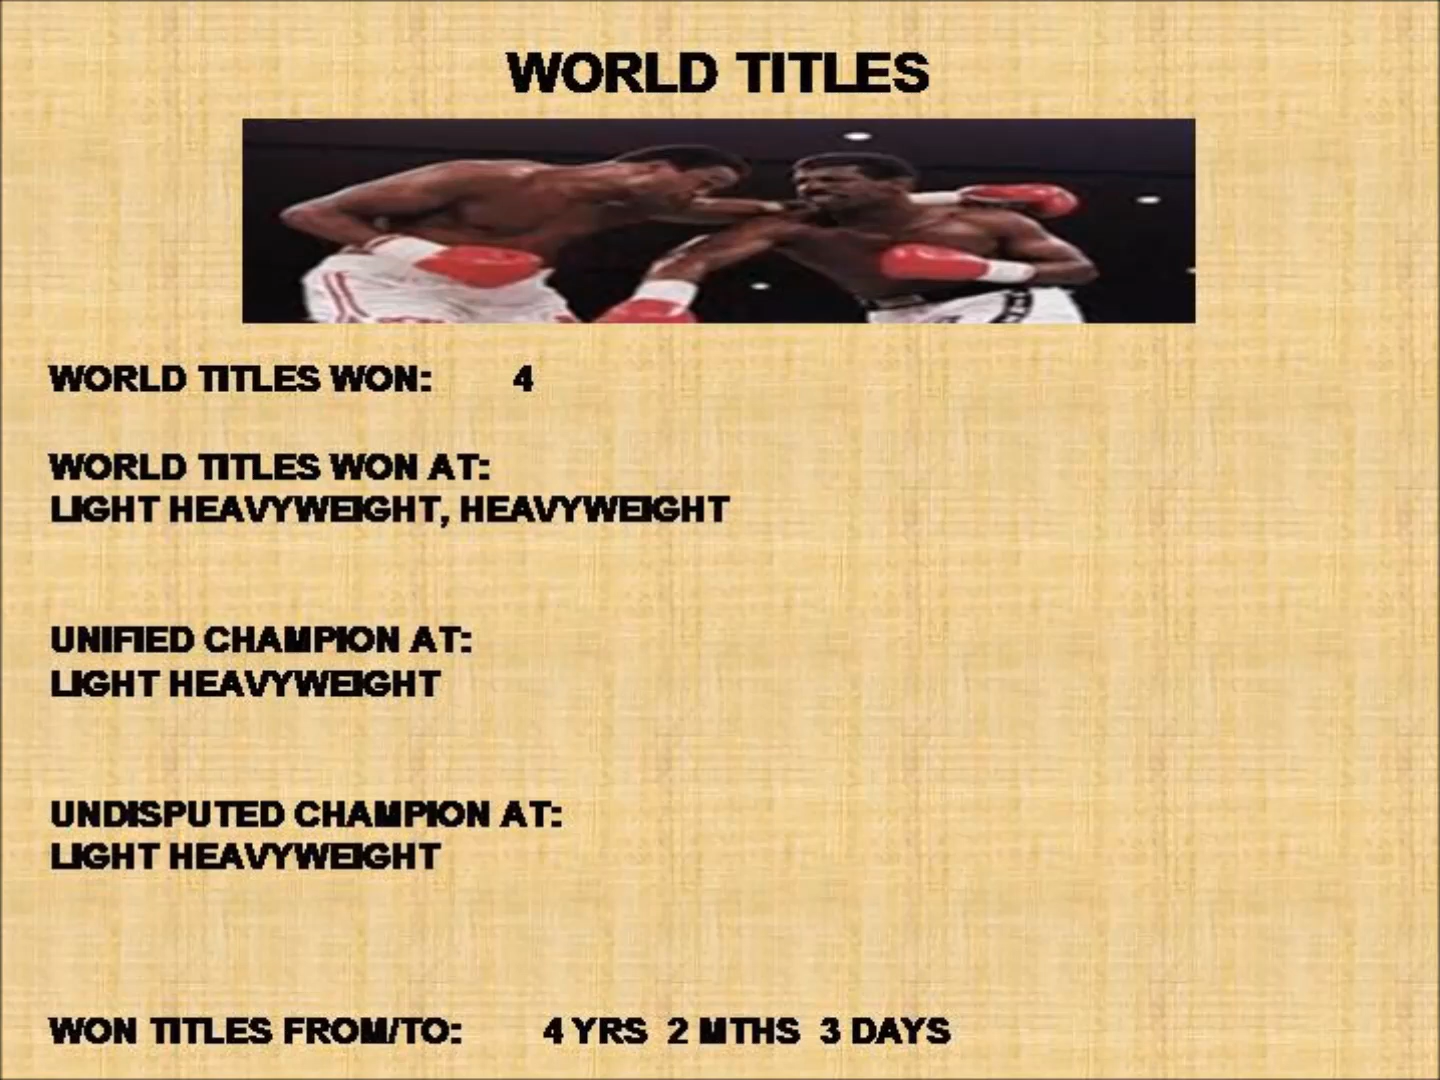 WORLD TITLES
WORLD TITLES WON: 4
WORLD TITLES WON AT:
LIGHT HEAVYWEIGHT, HEAVYWEIGHT
UNIFIED CHAMPION AT:
LIGHT HEAVYWEIGHT
UNDISPUTED CHAMPION AT:
LIGHT HEAVYWEIGHT
WON TITLES FROM/TO: 4 YRS 2 MTHS 3 DAYS